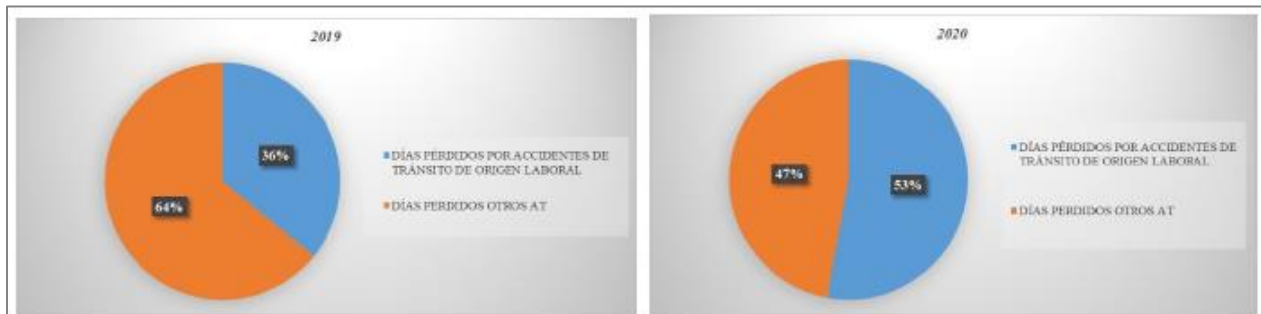 2019
36%
64%
DÍAS PÉRDIDOS POR ACCIDENTES DE
TRÁNSITO DE ORIGEN LABORAL
DÍAS PERDIDOS OTROS AT
2020
47%
53%
DÍAS PÉRDIDOS POR ACCIDENTES DE
TRÁNSITO DE ORIGEN LABORAL
DÍAS PERDIDOS OTROS AT